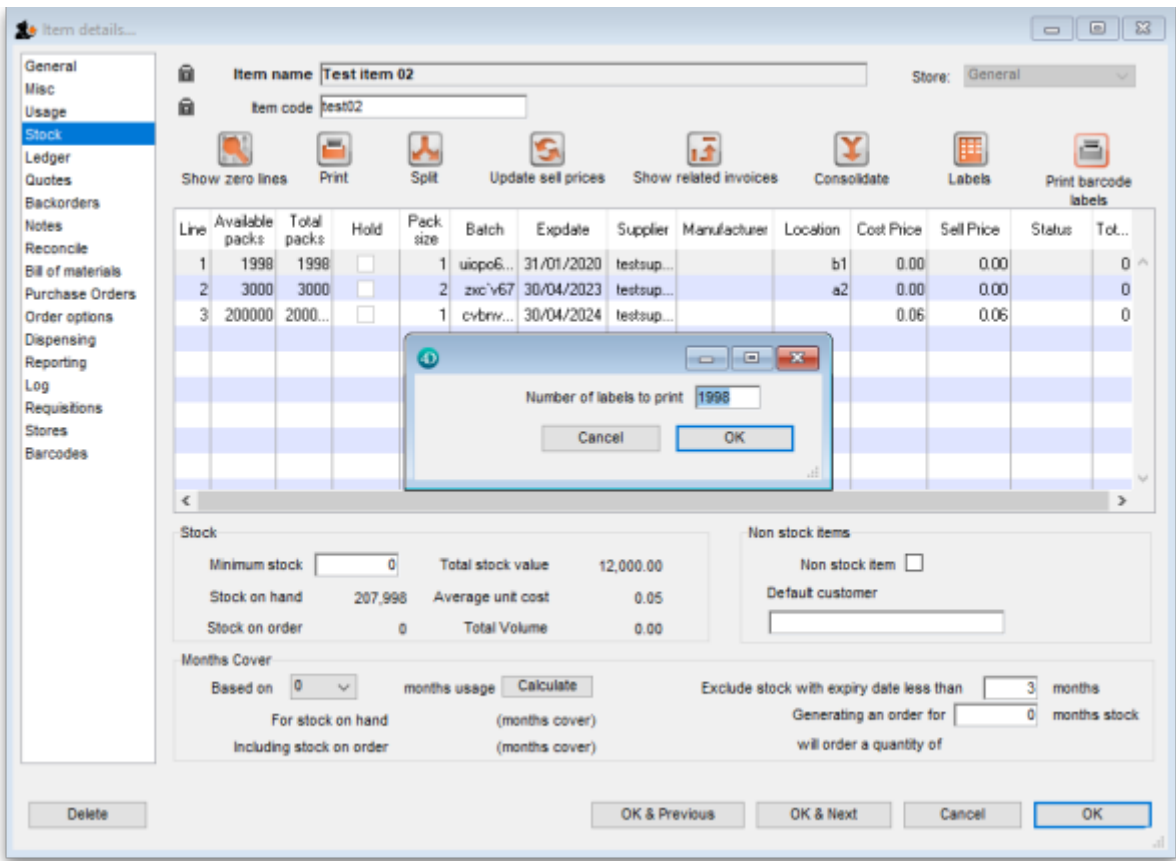 Item details...
General
Misc
Usage
Stock
Ledger
Quotes
Backorders
Notes
Reconcile
Bill of materials
Purchase Orders
Order options
Dispensing
Reporting
Log
Requisitions
Stores
Barcodes
Item name Test item 02 Store: General
Item code test02
Show zero lines Print Split Update sell prices Show related invoices Consolidate Labels Print barcode labels
Line Available packs Total packs Hold Pack size Batch Expdate Supplier Manufacturer Location Cost Price Sell Price Status Tot...
1 1998 1998 1 uiopo6... 31/01/2020 testsup... b1 0.00 0.00 0
2 3000 3000 2 zxc`v67 30/04/2023 testsup... a2 0.00 0.00 0
3 200000 2000... 1 cvbnv... 30/04/2024 testsup... 0.06 0.06 0
4D
Number of labels to print 1998
Cancel OK
Stock
Minimum stock 0 Total stock value 12,000.00
Stock on hand 207,998 Average unit cost 0.05
Stock on order 0 Total Volume 0.00
Non stock items
Non stock item
Default customer
Months Cover
Based on 0 months usage Calculate
For stock on hand (months cover)
Including stock on order (months cover)
Exclude stock with expiry date less than 3 months
Generating an order for 0 months stock
will order a quantity of
Delete OK & Previous OK & Next Cancel OK